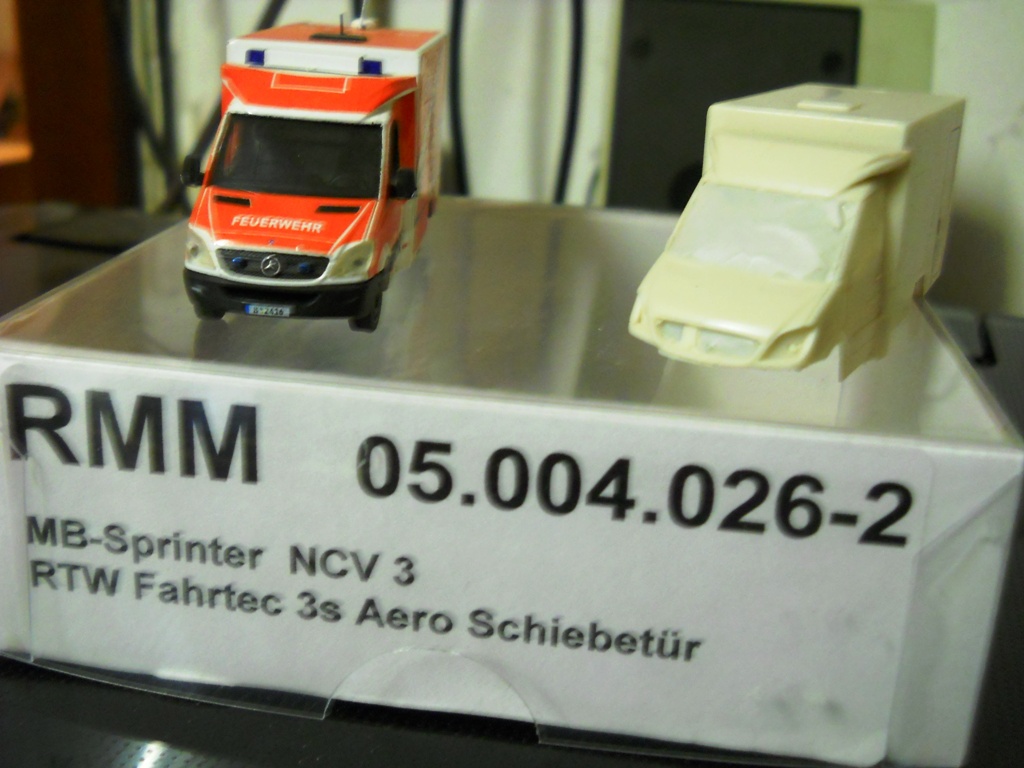 FEUERWEHR
RMM 05.004.026-2
MB-Sprinter NCV 3
RTW Fahrtec 3s Aero Schiebetür